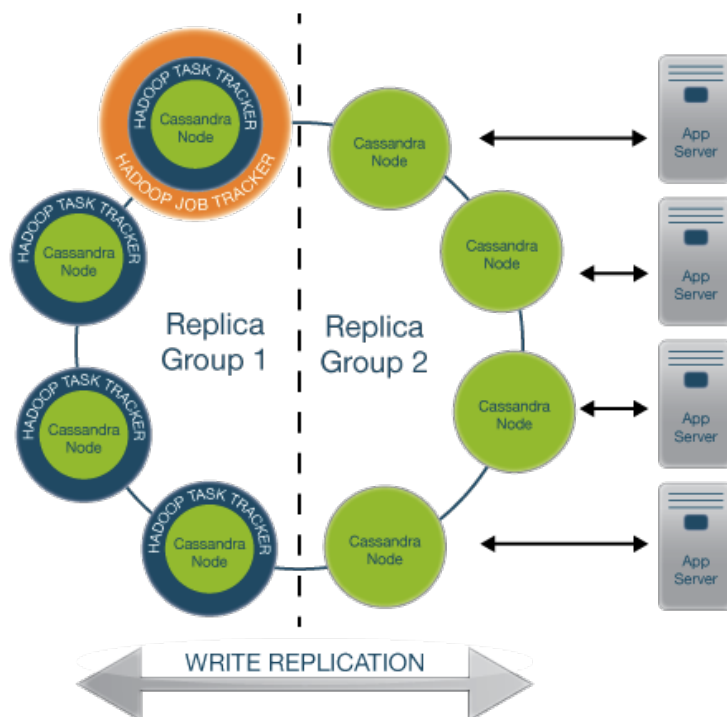 HADOOP TASK TRACKER
Cassandra
Node
HADOOP JOB TRACKER
Cassandra
Node
App
Server
HADOOP TASK TRACKER
Cassandra
Node
Cassandra
Node
App
Server
Replica
Group 1
Replica
Group 2
HADOOP TASK TRACKER
Cassandra
Node
Cassandra
Node
App
Server
HADOOP TASK TRACKER
Cassandra
Node
Cassandra
Node
App
Server
WRITE REPLICATION